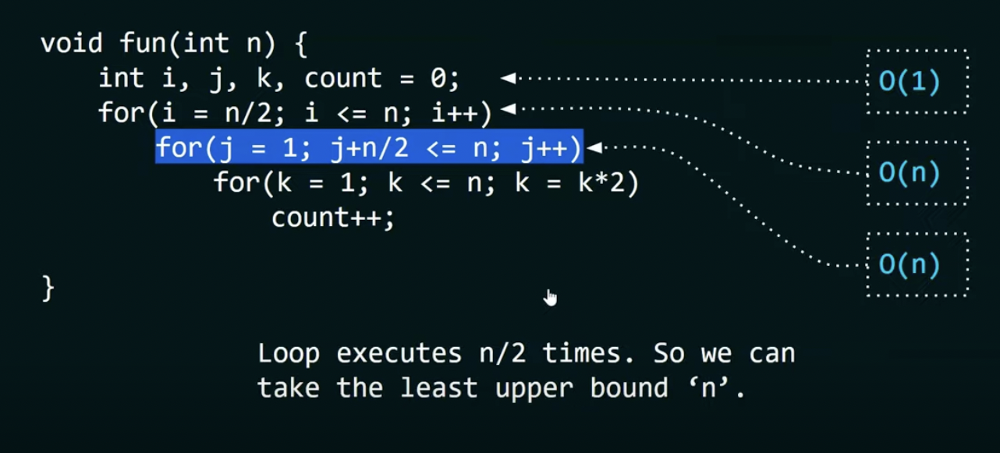 void fun(int n) {
int i, j, k, count = 0;
O(1)
for(i = n/2; i <= n; i++)
O(n)
for(j = 1; j+n/2 <= n; j++)
O(n)
for(k = 1; k <= n; k = k*2)
count++;
}
Loop executes n/2 times. So we can
take the least upper bound ‘n’.